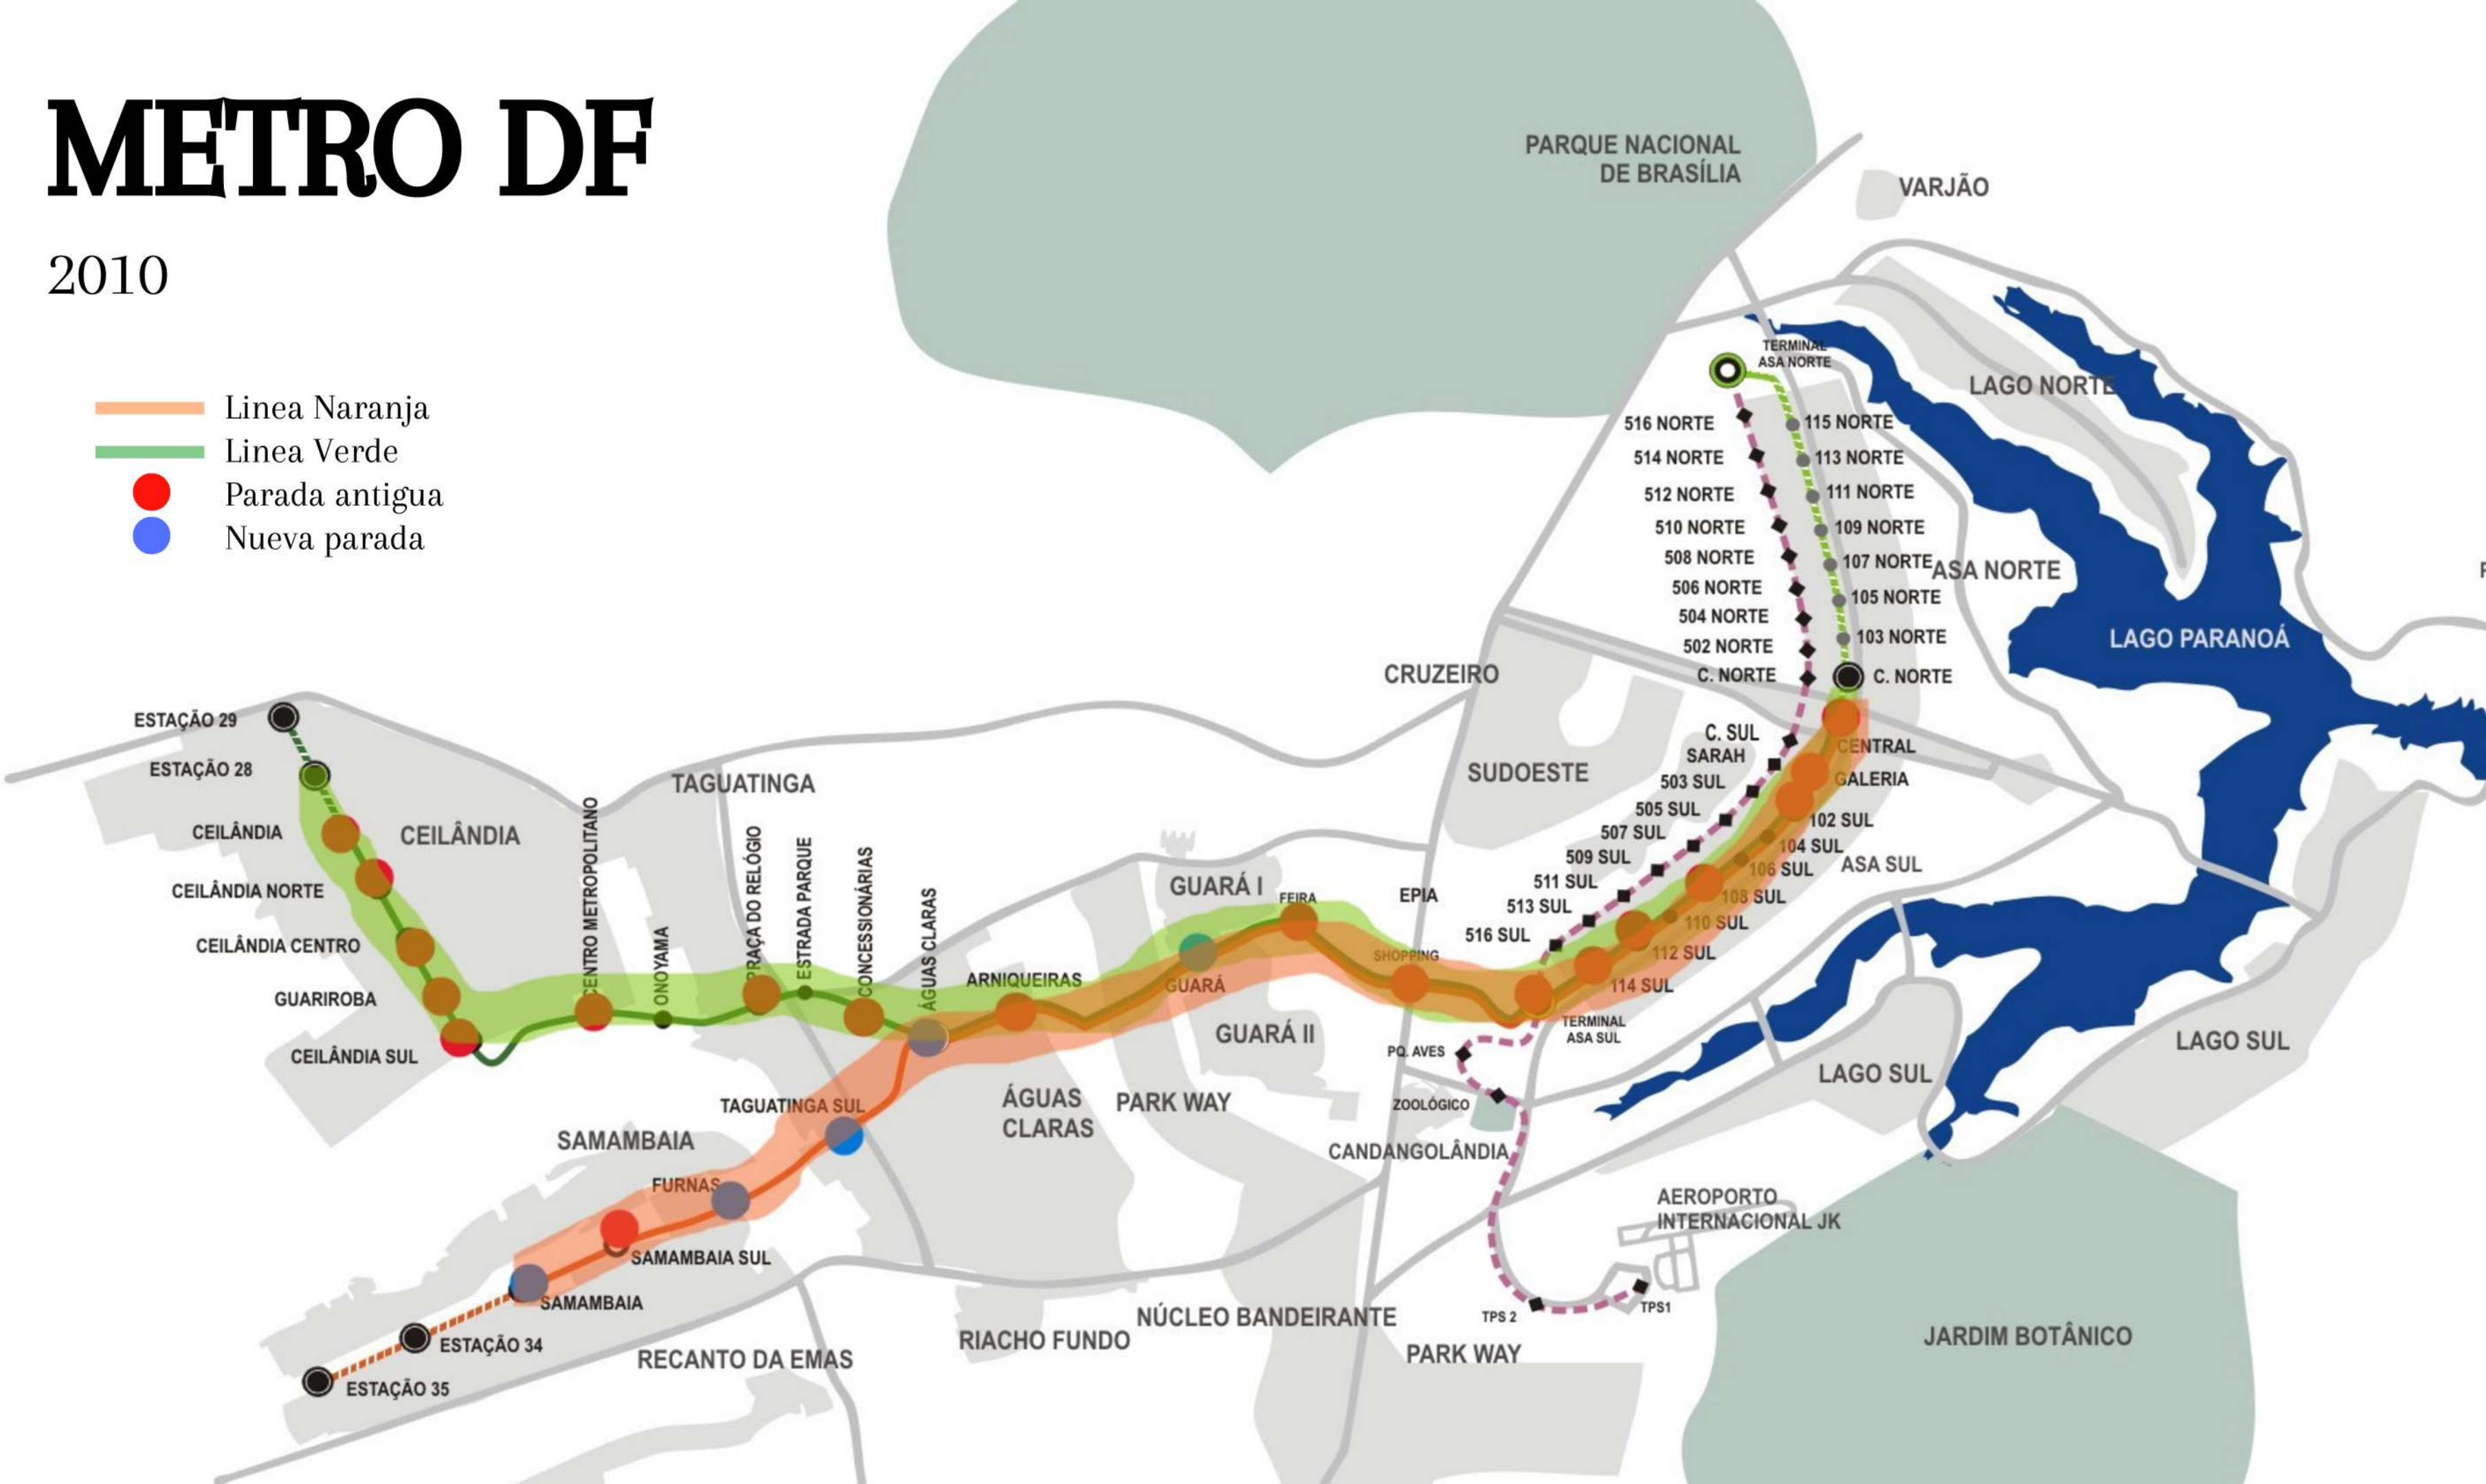 METRO DF
2010
Linea Naranja
Linea Verde
Parada antigua
Nueva parada
PARQUE NACIONAL
DE BRASÍLIA
VARJÃO
TERMINAL
ASA NORTE
LAGO NORTE
516 NORTE
115 NORTE
514 NORTE
113 NORTE
512 NORTE
111 NORTE
510 NORTE
109 NORTE
508 NORTE
107 NORTE
ASA NORTE
506 NORTE
105 NORTE
504 NORTE
103 NORTE
502 NORTE
LAGO PARANOÁ
C. NORTE
C. NORTE
CRUZEIRO
ESTAÇÃO 29
ESTAÇÃO 28
TAGUATINGA
C. SUL
SARAH
CENTRAL
SUDOESTE
503 SUL
GALERIA
505 SUL
102 SUL
CEILÂNDIA
CEILÂNDIA
507 SUL
104 SUL
509 SUL
106 SUL
ASA SUL
CEILÂNDIA NORTE
511 SUL
108 SUL
GUARÁ I
FEIRA
EPIA
513 SUL
110 SUL
516 SUL
112 SUL
CEILÂNDIA CENTRO
SHOPPING
114 SUL
GUARIROBA
CEILÂNDIA SUL
CENTRO METMETROPOLITANO
ONOYAMA
PRAÇA DO RELÓGIO
ESTRADA PARQUE
CONCESSIONÁRIAS
ÁGUAS CLARAS
ARNIQUEIRAS
GUARÁ
GUARÁ II
TERMINAL
ASA SUL
PQ. AVES
LAGO SUL
LAGO SUL
ZOOLÓGICO
CANDANGOLÂNDIA
TAGUATINGA SUL
ÁGUAS
CLARAS
PARK WAY
SAMAMBAIA
FURNAS
SAMAMBAIA SUL
SAMAMBAIA
ESTAÇÃO 34
ESTAÇÃO 35
RECANTO DA EMAS
RIACHO FUNDO
NÚCLEO BANDEIRANTE
AEROPORTO
INTERNACIONAL JK
TPS 2
TPS1
PARK WAY
JARDIM BOTÂNICO